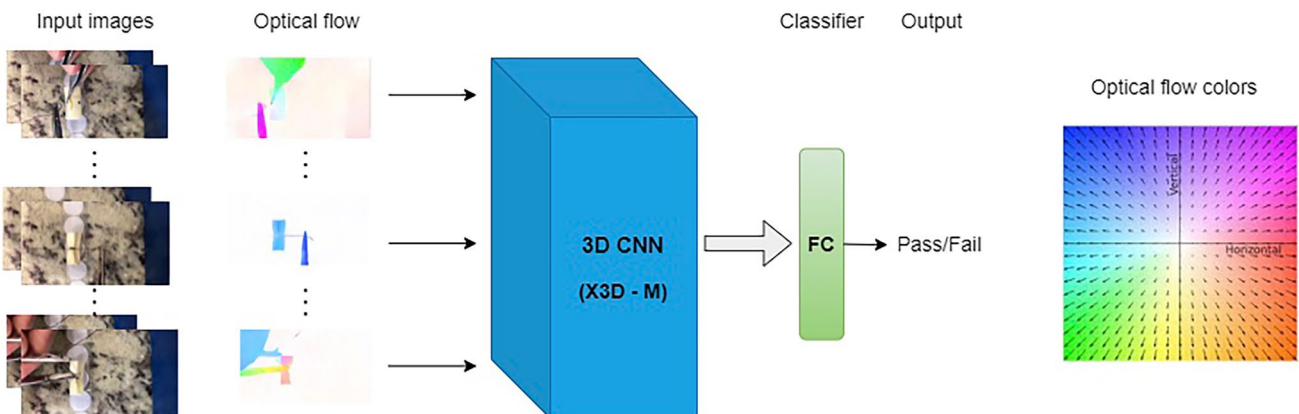 Input images
Optical flow
Classifier
Output
Optical flow colors
3D CNN
(X3D - M)
FC
Pass/Fail
Vertical
Horizontal